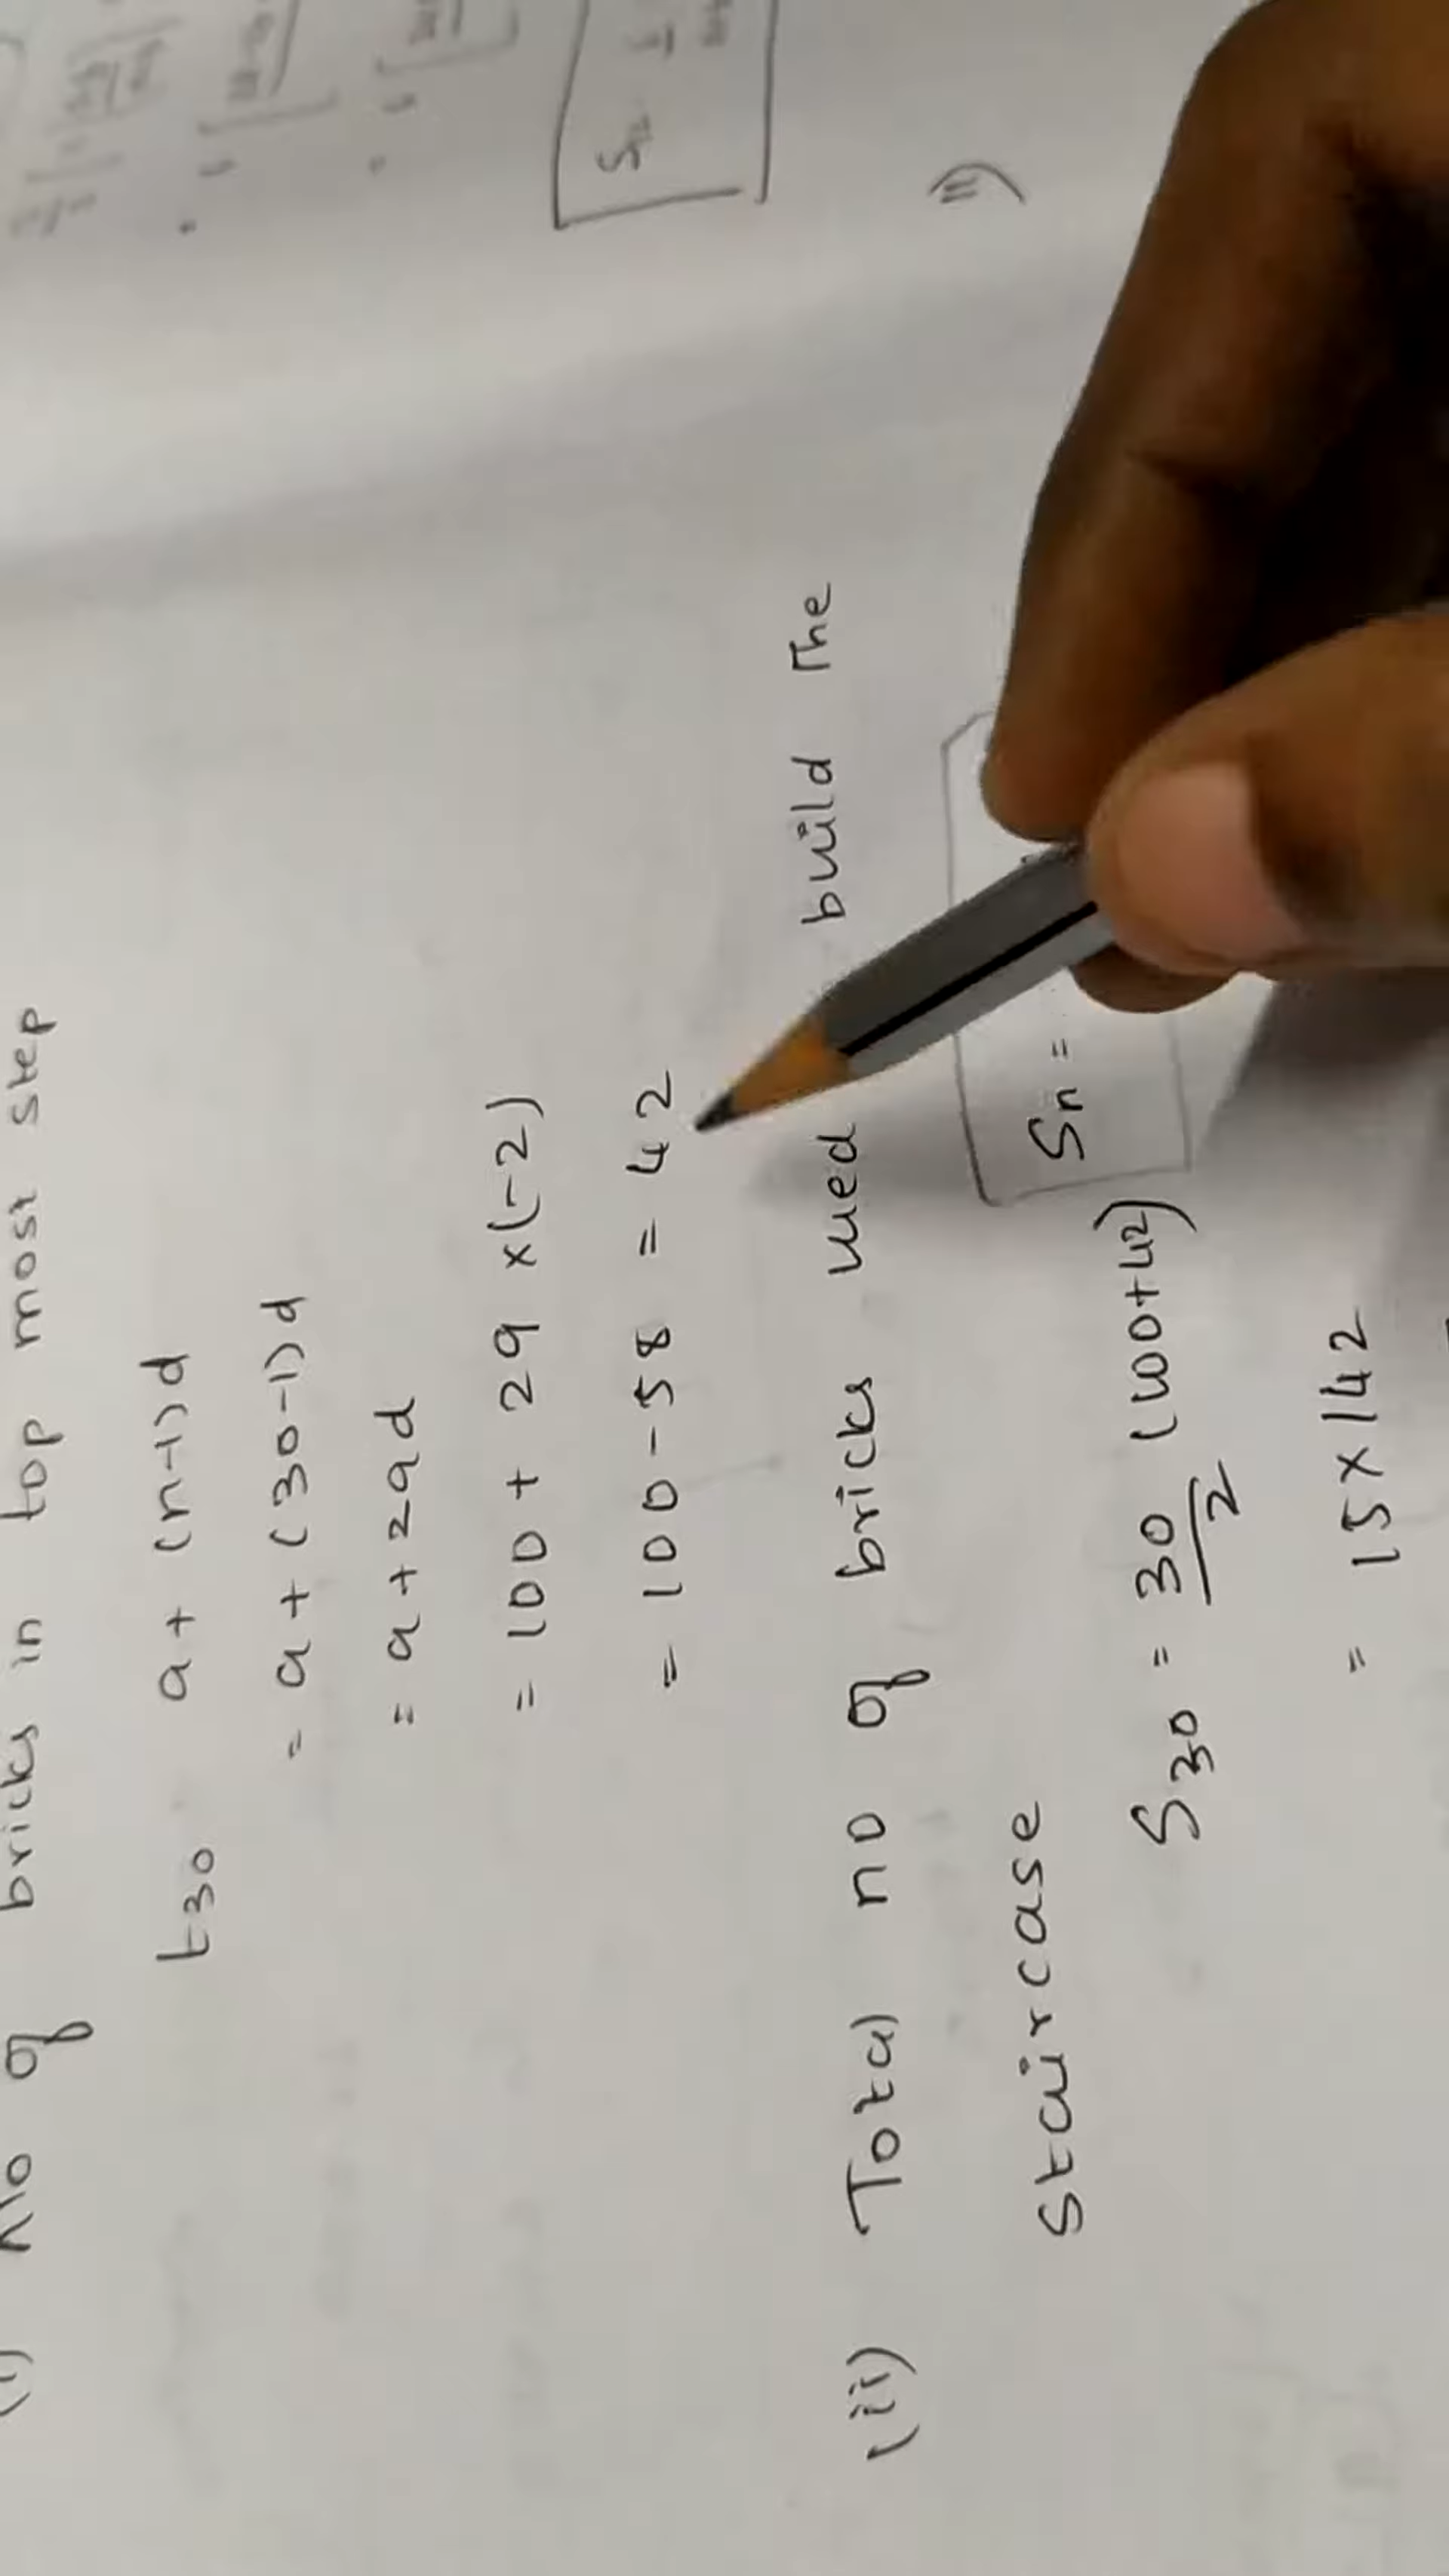 (i) No of bricks in top most step
t30 a + (n-1)d
= a + (30-1)d
= a + 29d
= 100 + 29 x(-2)
= 100 - 58 = 42
(ii) Total no of bricks used build the
staircase
Sn =
S30 = 30/2 (100+42)
= 15 x 142
ii)